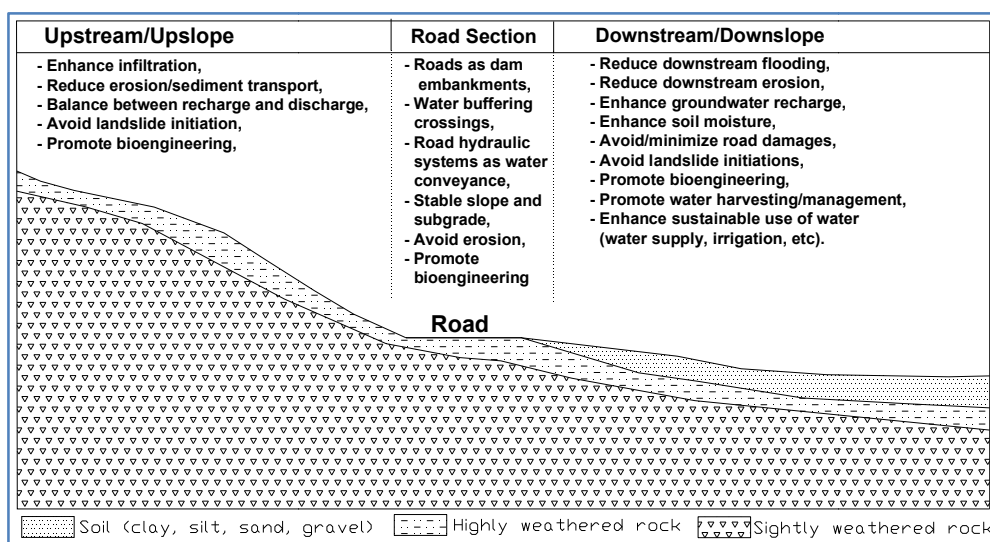 Upstream/Upslope
- Enhance infiltration,
- Reduce erosion/sediment transport,
- Balance between recharge and discharge,
- Avoid landslide initiation,
- Promote bioengineering,
Road Section
- Roads as dam
embankments,
- Water buffering
crossings,
- Road hydraulic
systems as water
conveyance,
- Stable slope and
subgrade,
- Avoid erosion,
- Promote
bioengineering
Downstream/Downslope
- Reduce downstream flooding,
- Reduce downstream erosion,
- Enhance groundwater recharge,
- Enhance soil moisture,
- Avoid/minimize road damages,
- Avoid landslide initiations,
- Promote bioengineering,
- Promote water harvesting/management,
- Enhance sustainable use of water
(water supply, irrigation, etc).
Road
Soil (clay, silt, sand, gravel)
Highly weathered rock
Sightly weathered rock